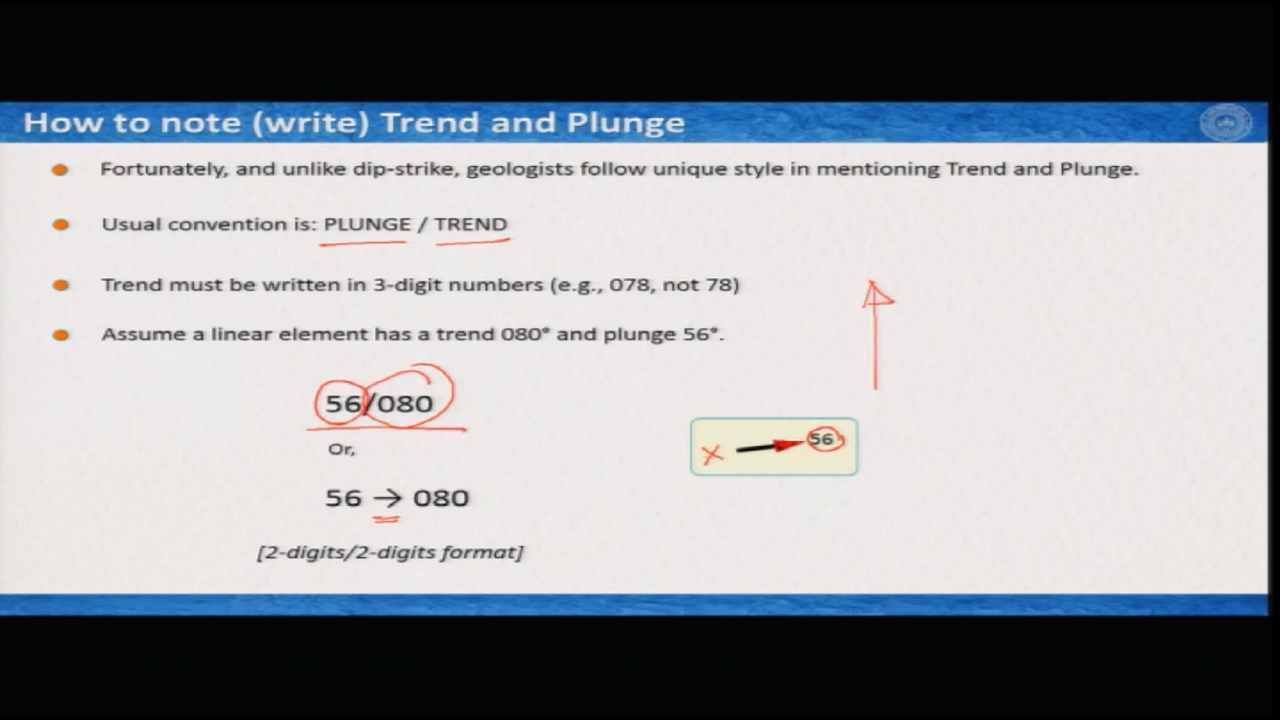 How to note (write) Trend and Plunge
Fortunately, and unlike dip-strike, geologists follow unique style in mentioning Trend and Plunge.
Usual convention is: PLUNGE / TREND
Trend must be written in 3-digit numbers (e.g., 078, not 78)
Assume a linear element has a trend 080° and plunge 56°.
56/080
Or,
56 → 080
[2-digits/2-digits format]
X
56